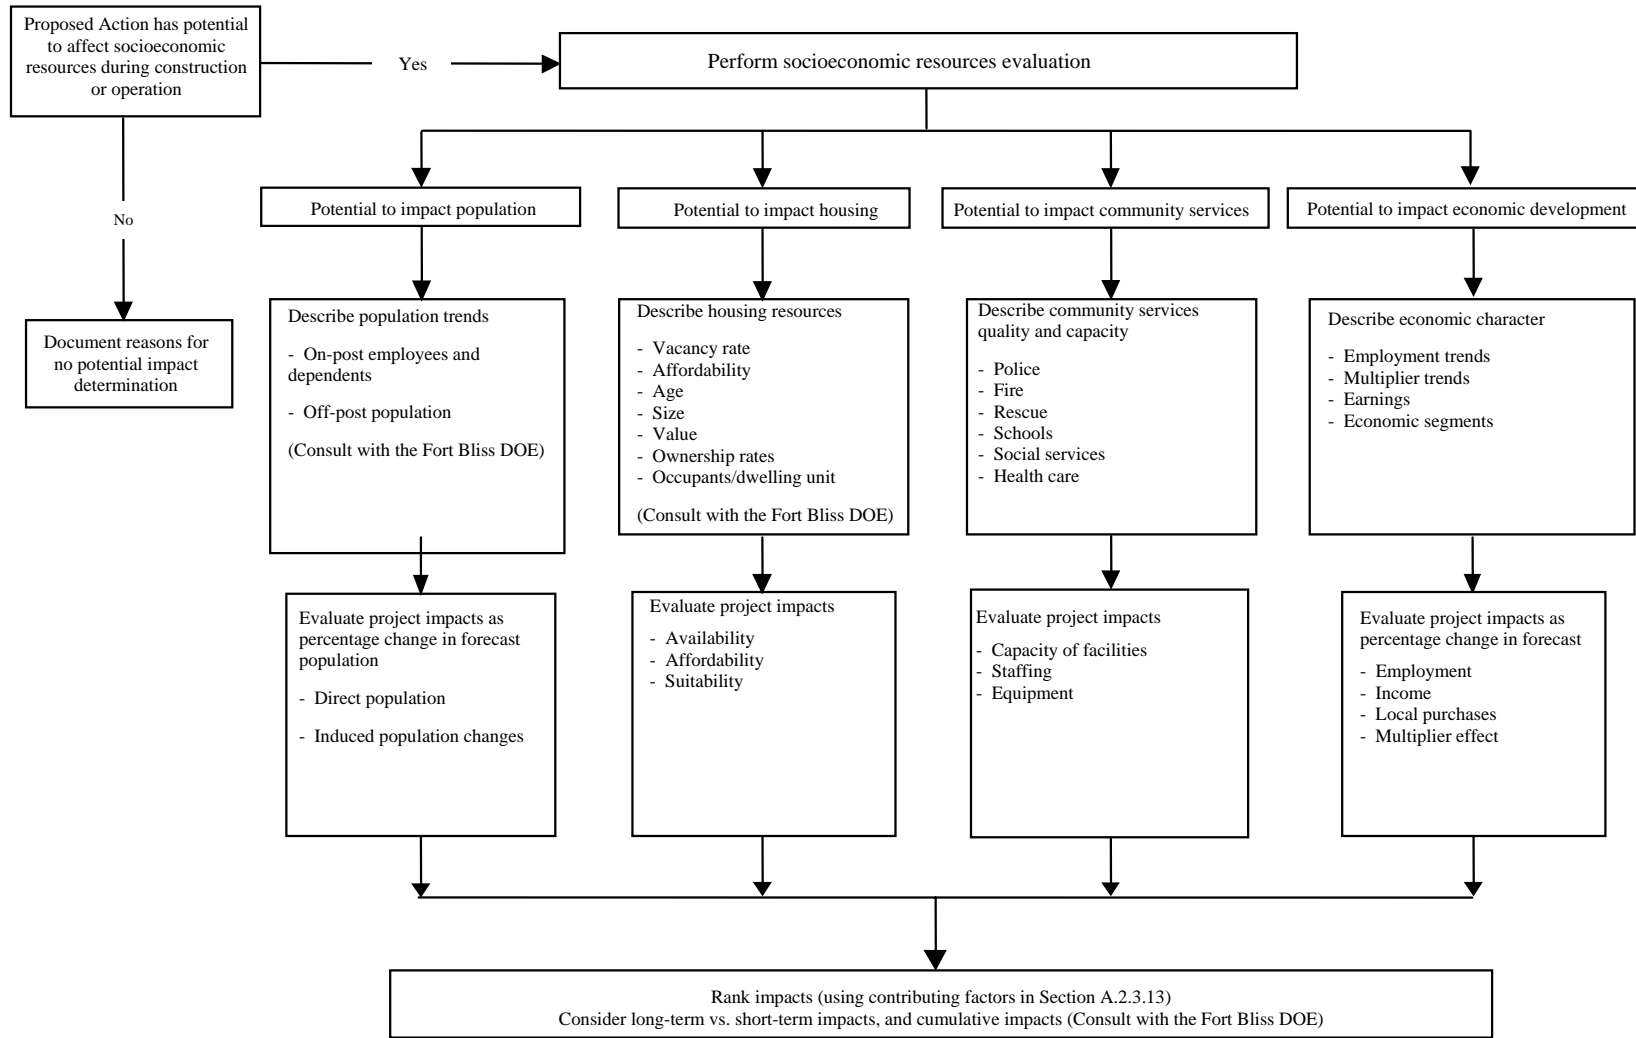 Proposed Action has potential
to affect socioeconomic
resources during construction
or operation
Yes
Perform socioeconomic resources evaluation
No
Document reasons for
no potential impact
determination
Potential to impact population
Potential to impact housing
Potential to impact community services
Potential to impact economic development
Describe population trends
- On-post employees and
dependents
- Off-post population
(Consult with the Fort Bliss DOE)
Describe housing resources
- Vacancy rate
- Affordability
- Age
- Size
- Value
- Ownership rates
- Occupants/dwelling unit
(Consult with the Fort Bliss DOE)
Describe community services
quality and capacity
- Police
- Fire
- Rescue
- Schools
- Social services
- Health care
Describe economic character
- Employment trends
- Multiplier trends
- Earnings
- Economic segments
Evaluate project impacts as
percentage change in forecast
population
- Direct population
- Induced population changes
Evaluate project impacts
- Availability
- Affordability
- Suitability
Evaluate project impacts
- Capacity of facilities
- Staffing
- Equipment
Evaluate project impacts as
percentage change in forecast
- Employment
- Income
- Local purchases
- Multiplier effect
Rank impacts (using contributing factors in Section A.2.3.13)
Consider long-term vs. short-term impacts, and cumulative impacts (Consult with the Fort Bliss DOE)